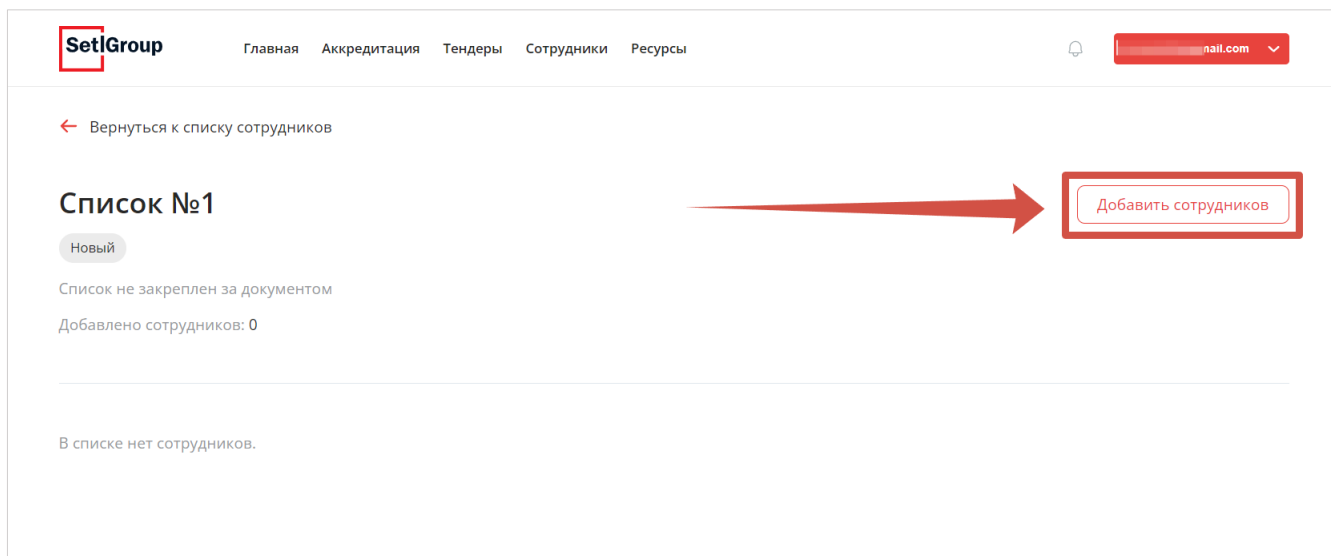 SetlGroup
Главная Аккредитация Тендеры Сотрудники Ресурсы
nail.com
Вернуться к списку сотрудников
Список №1
Добавить сотрудников
Новый
Список не закреплен за документом
Добавлено сотрудников: 0
В списке нет сотрудников.